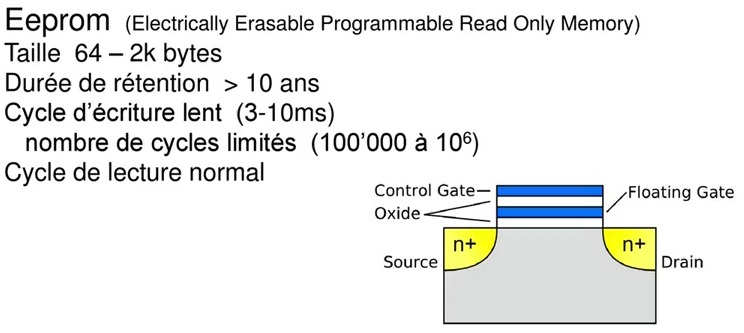 Eeprom (Electrically Erasable Programmable Read Only Memory)
Taille 64 – 2k bytes
Durée de rétention > 10 ans
Cycle d'écriture lent (3-10ms)
nombre de cycles limités (100'000 à 10⁶)
Cycle de lecture normal
Control Gate
Floating Gate
Oxide
n+
n+
Source
Drain